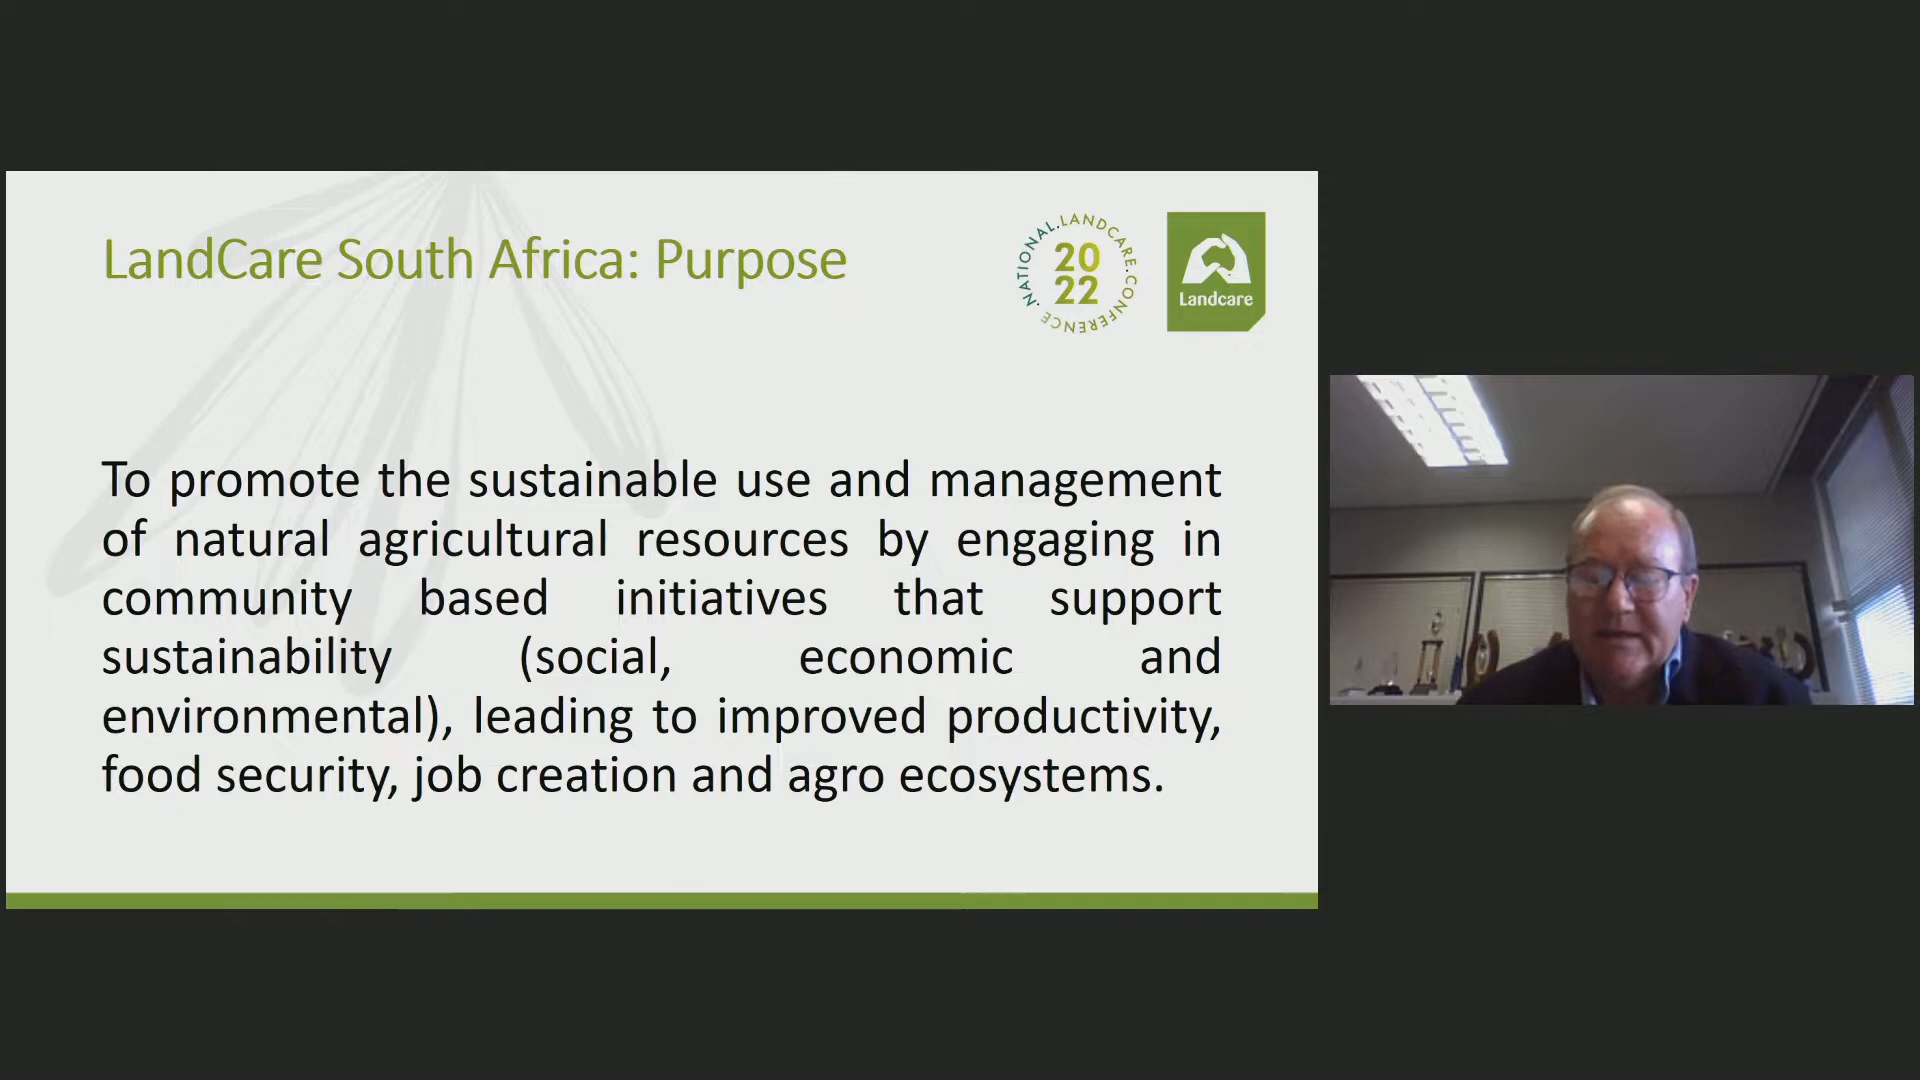 LandCare South Africa: Purpose
NATIONAL.LANDCARE.CONFERENCE.
20
22
Landcare
To promote the sustainable use and management
of natural agricultural resources by engaging in
community based initiatives that support
sustainability (social, economic and
environmental), leading to improved productivity,
food security, job creation and agro ecosystems.